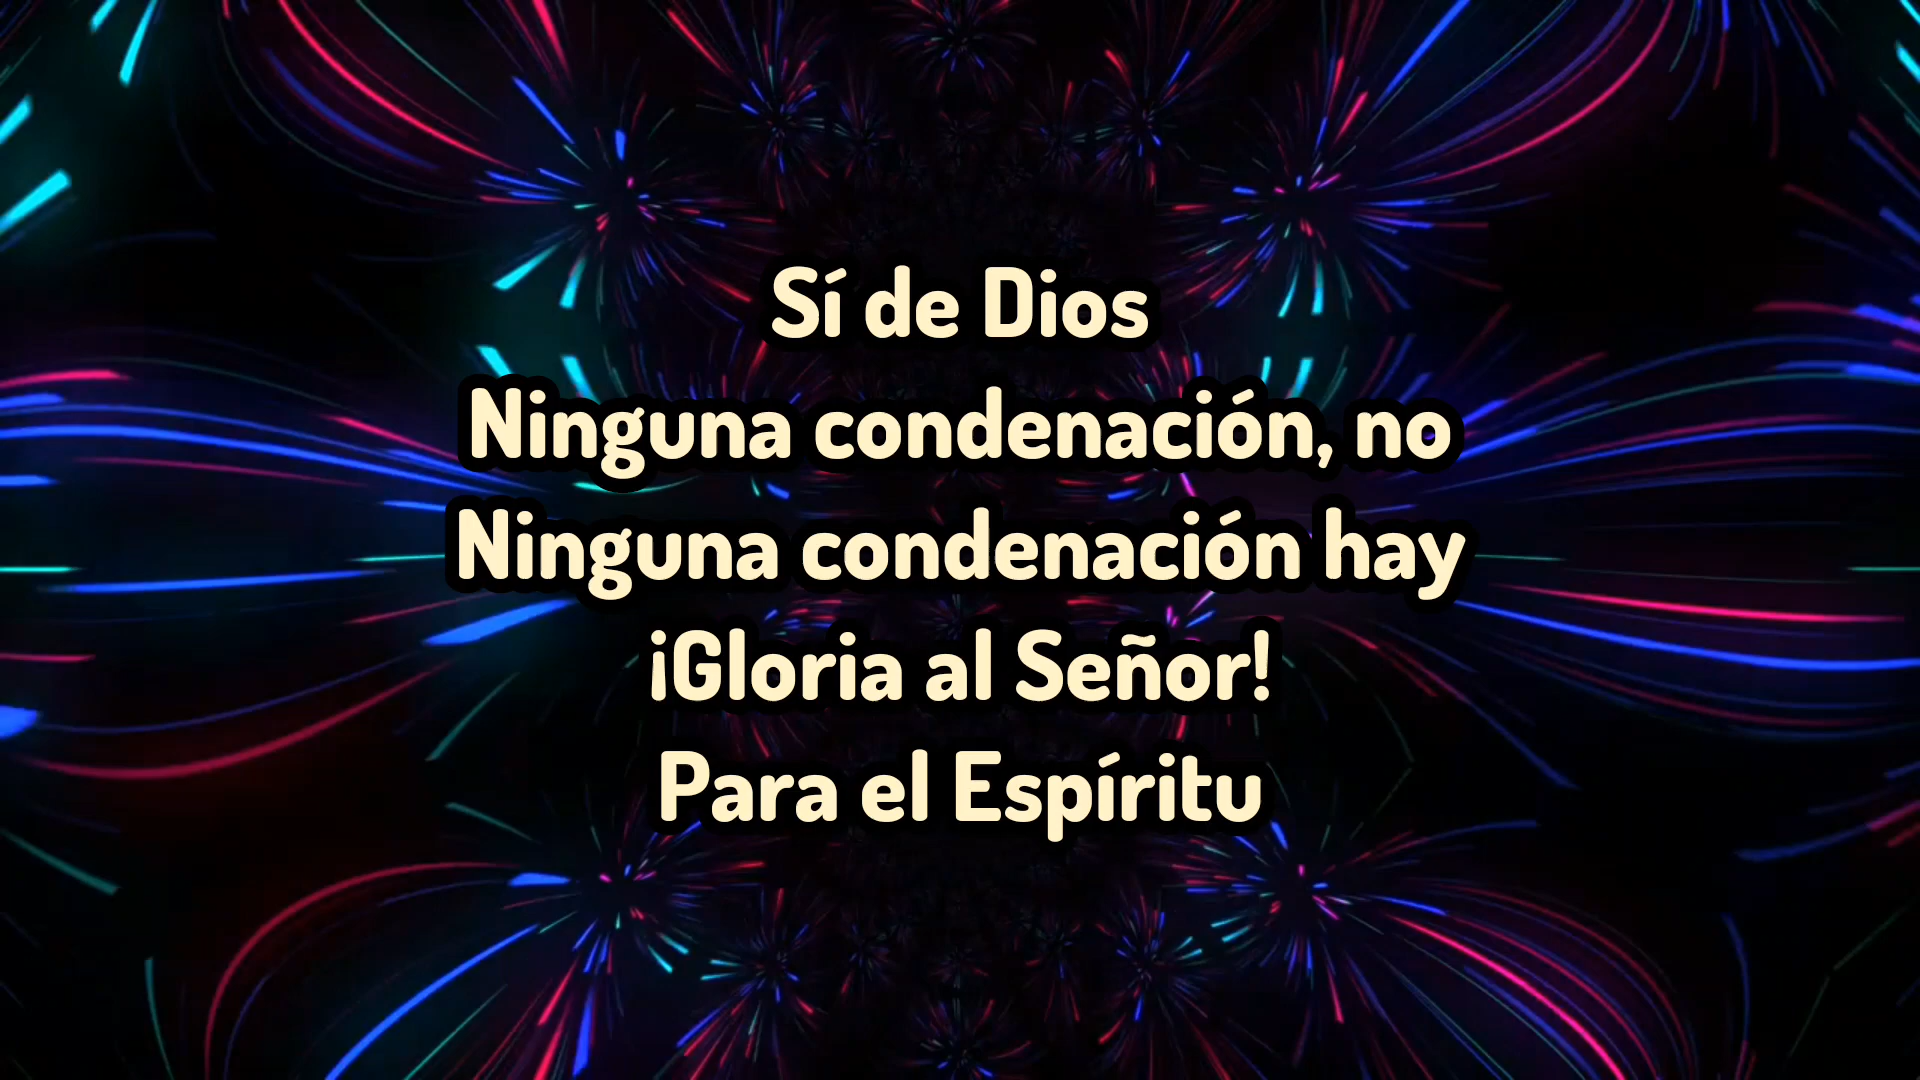 Sí de Dios
Ninguna condenación, no
Ninguna condenación hay
¡Gloria al Señor!
Para el Espíritu